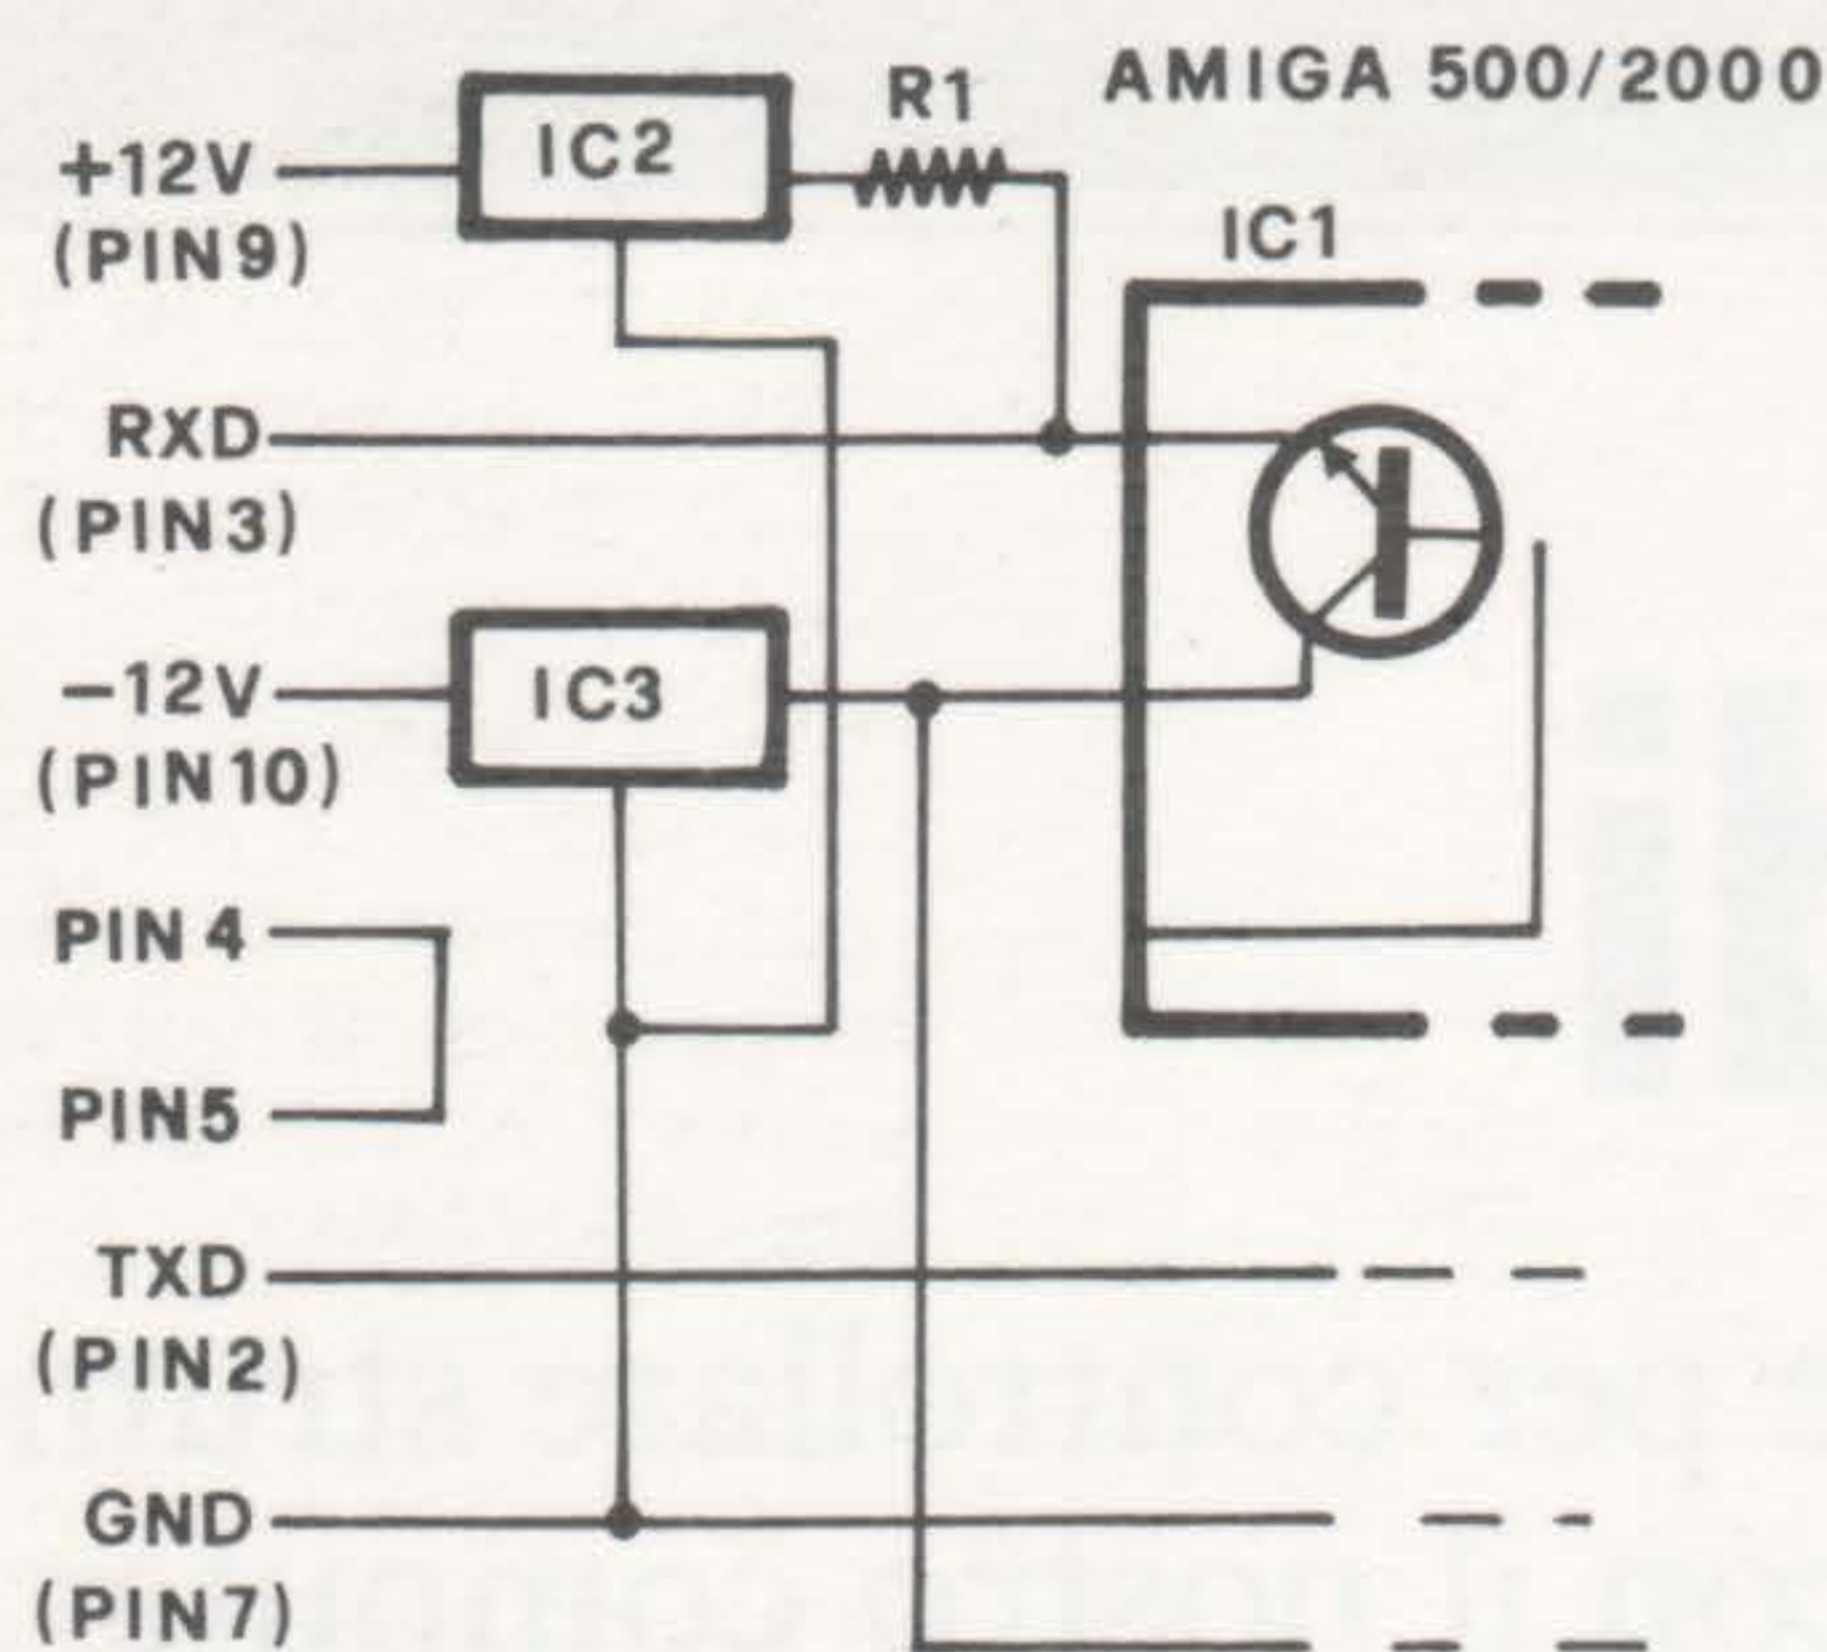 AMIGA 500/2000
R1
IC2
+12V
(PIN9)
IC1
RXD
(PIN3)
IC3
-12V
(PIN10)
PIN 4
PIN5
TXD
(PIN2)
GND
(PIN7)